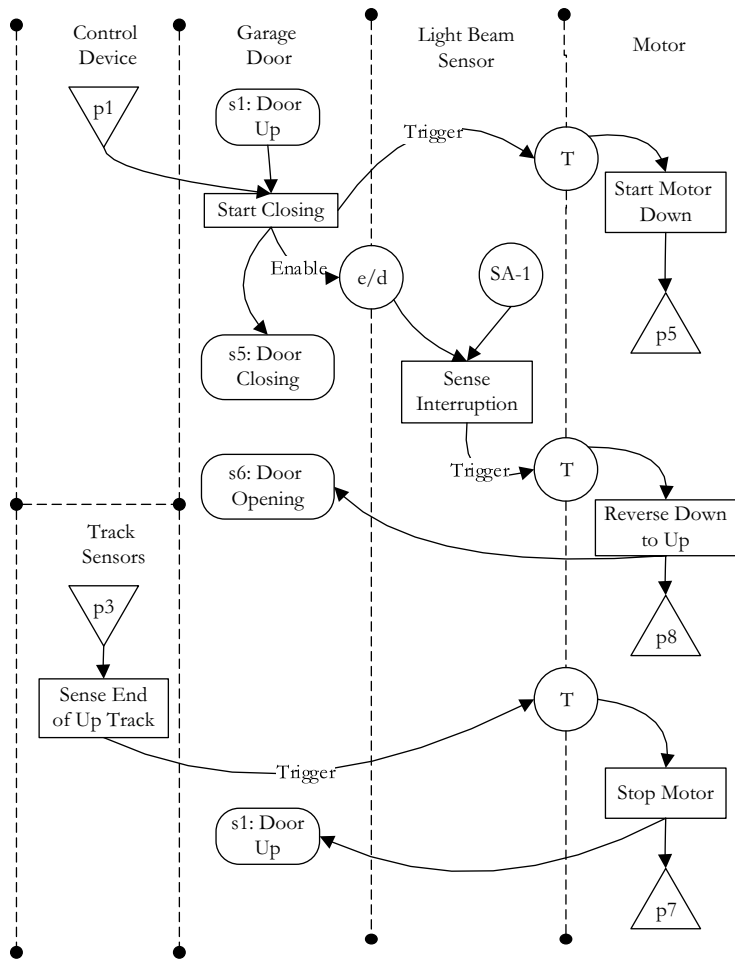 Control
Device
Garage
Door
Light Beam
Sensor
Motor
p1
s1: Door
Up
Trigger
T
Start Closing
Start Motor
Down
Enable
e/d
SA-1
p5
s5: Door
Closing
Sense
Interruption
s6: Door
Opening
Trigger
T
Reverse Down
to Up
Track
Sensors
p3
p8
Sense End
of Up Track
T
Trigger
Stop Motor
s1: Door
Up
p7